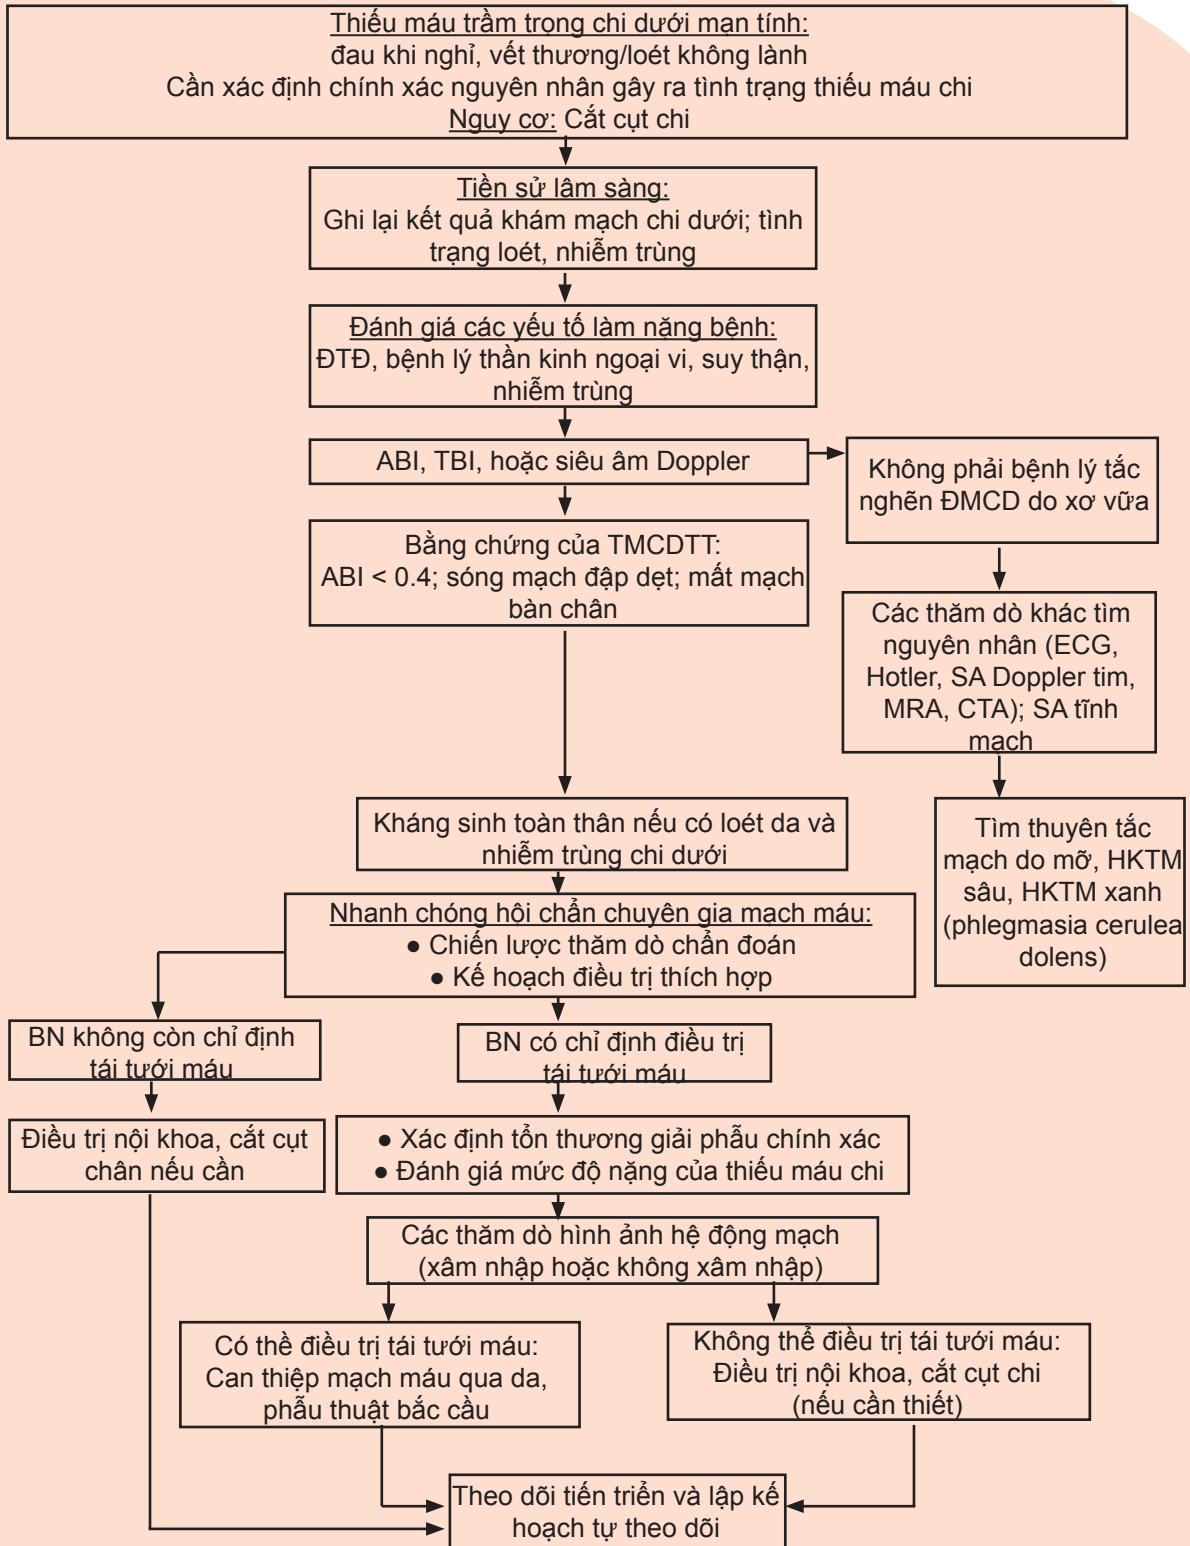 Thiếu máu trầm trọng chi dưới mạn tính:
đau khi nghỉ, vết thương/loét không lành
Cần xác định chính xác nguyên nhân gây ra tình trạng thiếu máu chi
Nguy cơ: Cắt cụt chi
Tiền sử lâm sàng:
Ghi lại kết quả khám mạch chi dưới; tình
trạng loét, nhiễm trùng
Đánh giá các yếu tố làm nặng bệnh:
ĐTĐ, bệnh lý thần kinh ngoại vi, suy thận,
nhiễm trùng
ABI, TBI, hoặc siêu âm Doppler
Không phải bệnh lý tắc
nghẽn ĐMCD do xơ vữa
Bằng chứng của TMCDTT:
ABI < 0.4; sóng mạch đập dẹt; mất mạch
bàn chân
Các thăm dò khác tìm
nguyên nhân (ECG,
Hotler, SA Doppler tim,
MRA, CTA); SA tĩnh
mạch
Kháng sinh toàn thân nếu có loét da và
nhiễm trùng chi dưới
Tìm thuyên tắc
mạch do mỡ, HKTM
sâu, HKTM xanh
(phlegmasia cerulea
dolens)
Nhanh chóng hội chẩn chuyên gia mạch máu:
● Chiến lược thăm dò chẩn đoán
● Kế hoạch điều trị thích hợp
BN không còn chỉ định
tái tưới máu
BN có chỉ định điều trị
tái tưới máu
Điều trị nội khoa, cắt cụt
chân nếu cần
● Xác định tổn thương giải phẫu chính xác
● Đánh giá mức độ nặng của thiếu máu chi
Các thăm dò hình ảnh hệ động mạch
(xâm nhập hoặc không xâm nhập)
Có thề điều trị tái tưới máu:
Can thiệp mạch máu qua da,
phẫu thuật bắc cầu
Không thể điều trị tái tưới máu:
Điều trị nội khoa, cắt cụt chi
(nếu cần thiết)
Theo dõi tiến triển và lập kế
hoạch tự theo dõi